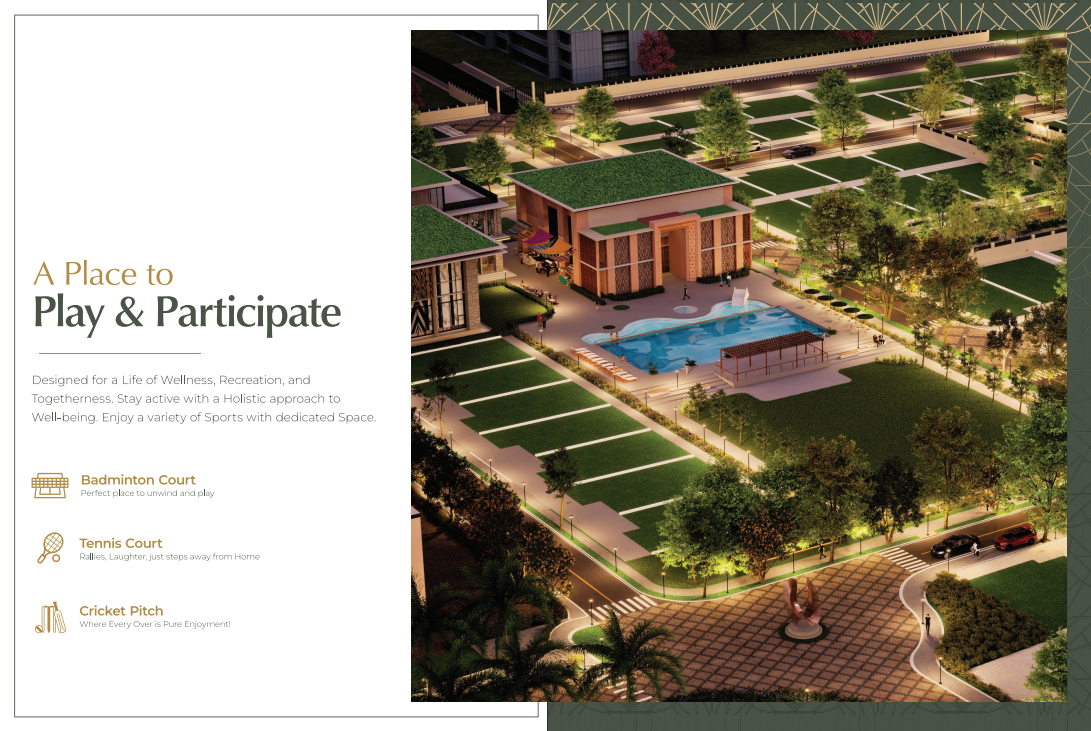 A Place to
Play & Participate
Designed for a Life of Wellness, Recreation, and
Togetherness. Stay active with a Holistic approach to
Well-being. Enjoy a variety of Sports with dedicated Space.
Badminton Court
Perfect place to unwind and play
Tennis Court
Rallies, Laughter, just steps away from Home
Cricket Pitch
Where Every Over is Pure Enjoyment!